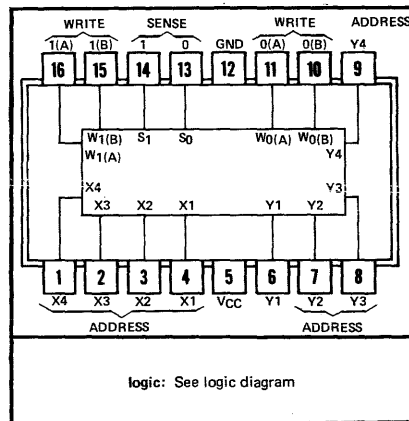 WRITE SENSE WRITE ADDRESS
1(A) 1(B) 1 0 GND 0(A) 0(B) Y4
16 15 14 13 12 11 10 9
W1(B) S1 S0 W0(A) W0(B)
W1(A) Y4
X4 Y3
X3 X2 X1 Y1 Y2
1 2 3 4 5 6 7 8
X4 X3 X2 X1 VCC Y1 Y2 Y3
ADDRESS ADDRESS
logic: See logic diagram